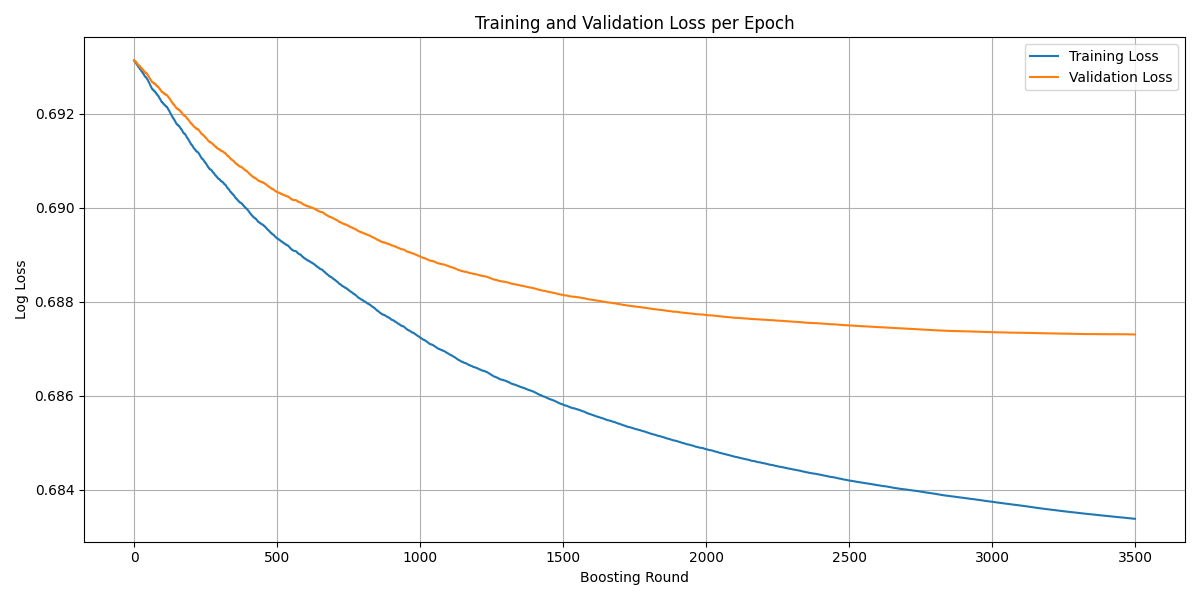 Training and Validation Loss per Epoch
Training Loss
Validation Loss
0.692
0.690
0.688
0.686
0.684
Log Loss
0 500 1000 1500 2000 2500 3000 3500
Boosting Round